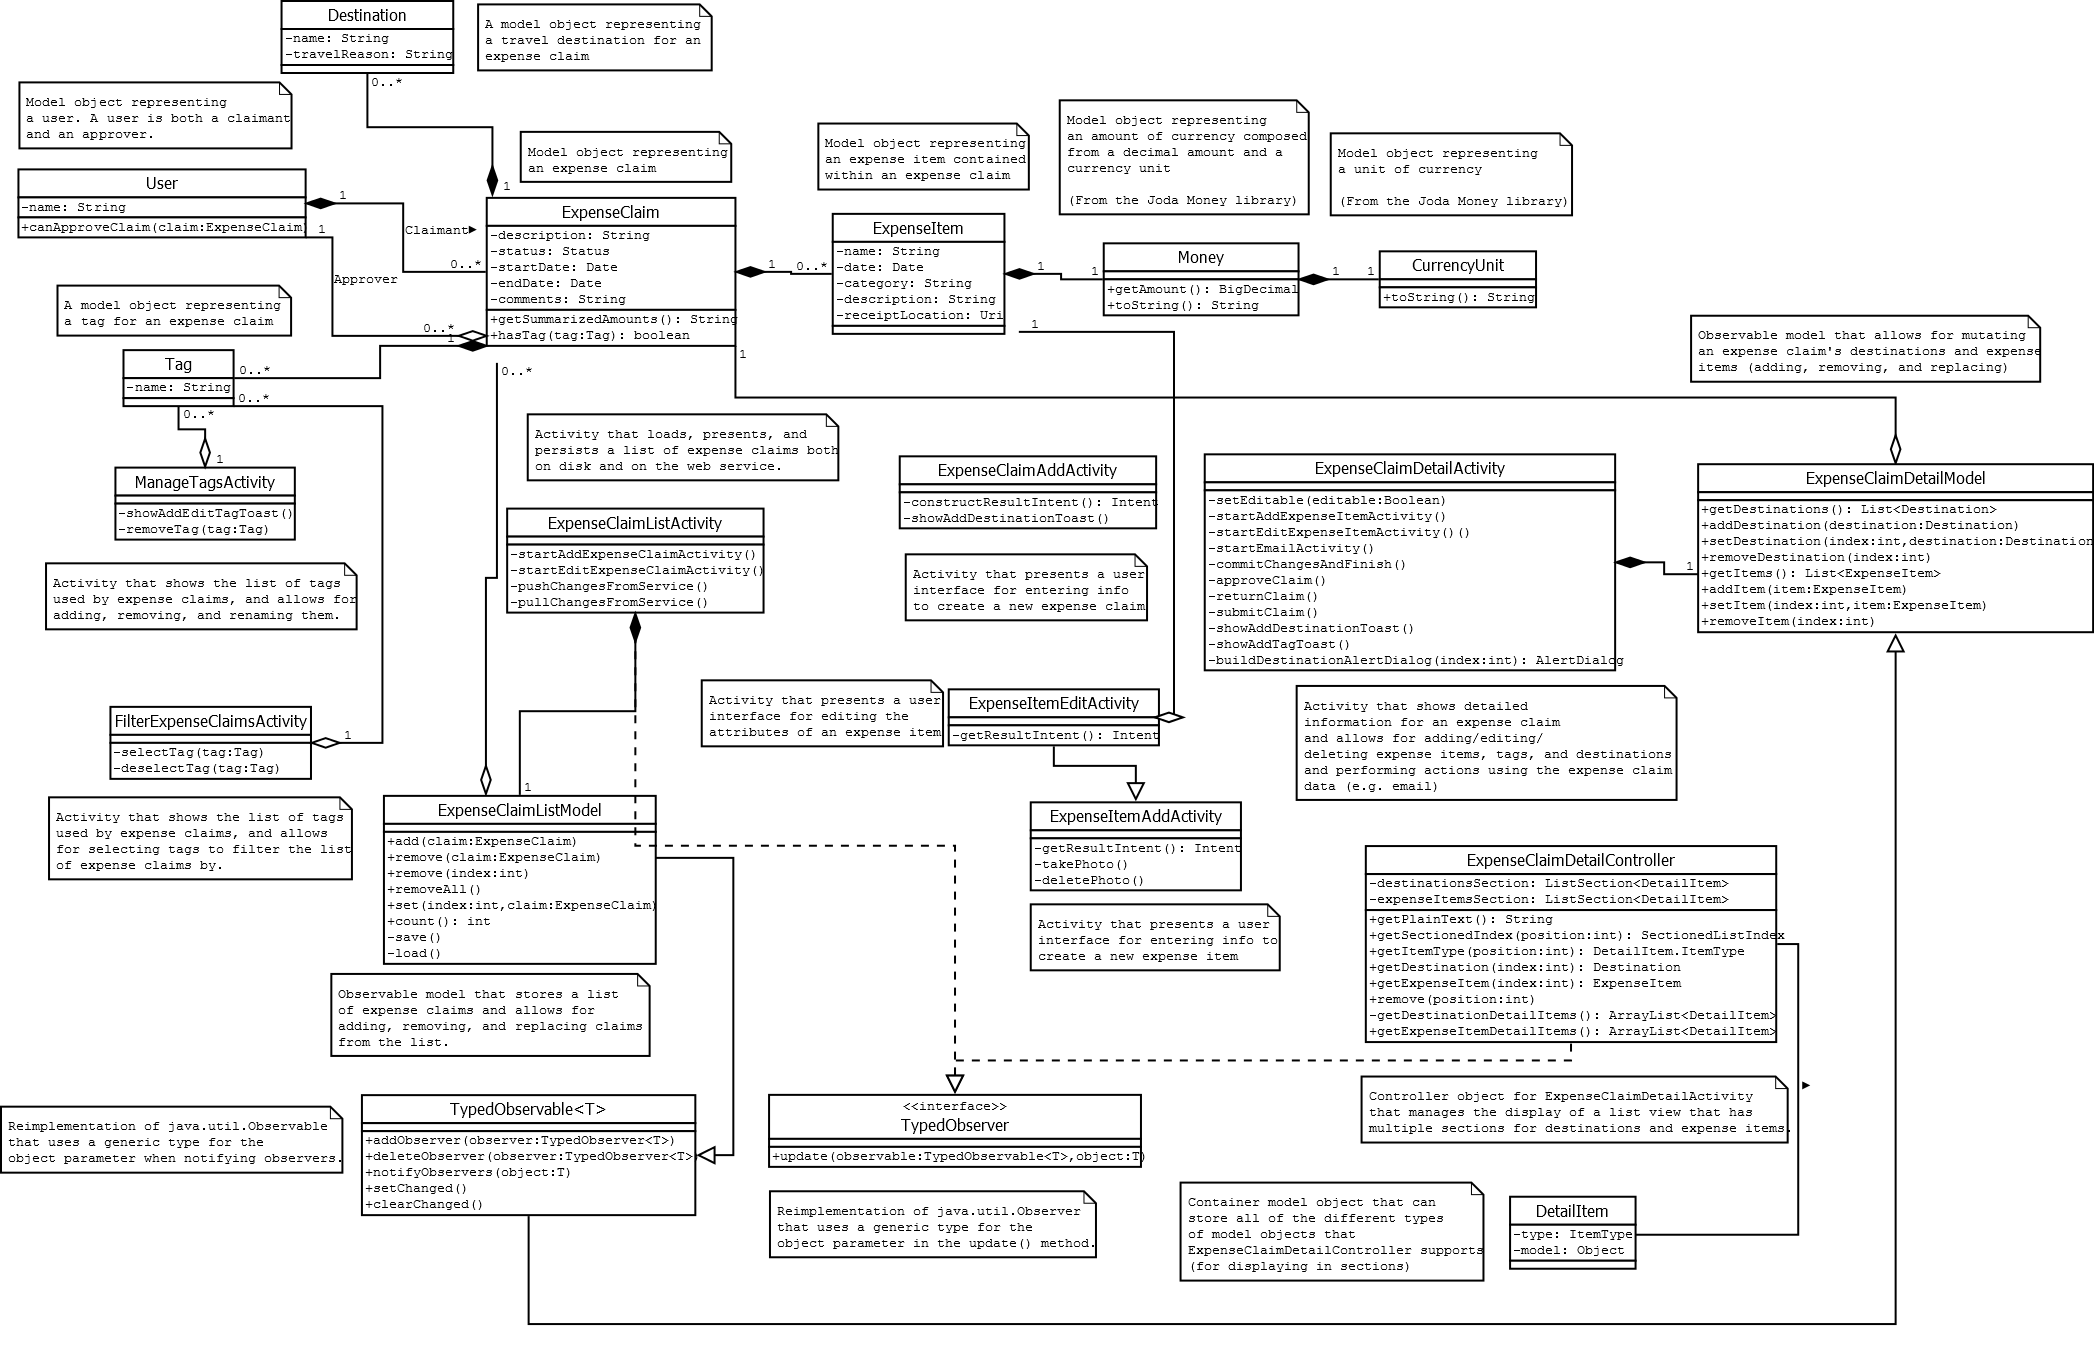 Destination
-name: String
-travelReason: String
0..*
A model object representing
a travel destination for an
expense claim
Model object representing
a user. A user is both a claimant
and an approver.
Model object representing
an expense claim
1
Model object representing
an expense item contained
within an expense claim
Model object representing
an amount of currency composed
from a decimal amount and a
currency unit
(From the Joda Money library)
Model object representing
a unit of currency
(From the Joda Money library)
User
-name: String
+canApproveClaim(claim:ExpenseClaim
1
1
Claimant
0..*
Approver
0..*
1
ExpenseClaim
-description: String
-status: Status
-startDate: Date
-endDate: Date
-comments: String
+getSummarizedAmounts(): String
+hasTag(tag:Tag): boolean
1
0..*
1
0..*
ExpenseItem
-name: String
-date: Date
-category: String
-description: String
-receiptLocation: Uri
1
1
1
Money
+getAmount(): BigDecimal
+toString(): String
1
1
CurrencyUnit
+toString(): String
A model object representing
a tag for an expense claim
Tag
-name: String
0..*
0..*
0..*
1
ManageTagsActivity
-showAddEditTagToast()
-removeTag(tag:Tag)
Activity that shows the list of tags
used by expense claims, and allows for
adding, removing, and renaming them.
Observable model that allows for mutating
an expense claim's destinations and expense
items (adding, removing, and replacing)
Activity that loads, presents, and
persists a list of expense claims both
on disk and on the web service.
ExpenseClaimListActivity
-startAddExpenseClaimActivity()
-startEditExpenseClaimActivity()
-pushChangesFromService()
-pullChangesFromService()
ExpenseClaimAddActivity
-constructResultIntent(): Intent
-showAddDestinationToast()
Activity that presents a user
interface for entering info
to create a new expense claim
ExpenseClaimDetailActivity
-setEditable(editable:Boolean)
-startAddExpenseItemActivity()
-startEditExpenseItemActivity()()
-startEmailActivity()
-commitChangesAndFinish()
-approveClaim()
-returnClaim()
-submitClaim()
-showAddDestinationToast()
-showAddTagToast()
-buildDestinationAlertDialog(index:int): AlertDialog
1
ExpenseClaimDetailModel
+getDestinations(): List<Destination>
+addDestination(destination:Destination)
+setDestination(index:int,destination:Destination
+removeDestination(index:int)
+getItems(): List<ExpenseItem>
+addItem(item:ExpenseItem)
+setItem(index:int,item:ExpenseItem)
+removeItem(index:int)
Activity that shows detailed
information for an expense claim
and allows for adding/editing/
deleting expense items, tags, and destinations
and performing actions using the expense claim
data (e.g. email)
FilterExpenseClaimsActivity
-selectTag(tag:Tag)
-deselectTag(tag:Tag)
1
Activity that shows the list of tags
used by expense claims, and allows
for selecting tags to filter the list
of expense claims by.
Activity that presents a user
interface for editing the
attributes of an expense item
ExpenseItemEditActivity
-getResultIntent(): Intent
1
ExpenseClaimListModel
+add(claim:ExpenseClaim)
+remove(claim:ExpenseClaim)
+remove(index:int)
+removeAll()
+set(index:int,claim:ExpenseClaim)
+count(): int
-save()
-load()
Observable model that stores a list
of expense claims and allows for
adding, removing, and replacing claims
from the list.
ExpenseItemAddActivity
-getResultIntent(): Intent
-takePhoto()
-deletePhoto()
Activity that presents a user
interface for entering info to
create a new expense item
ExpenseClaimDetailController
-destinationsSection: ListSection<DetailItem>
-expenseItemsSection: ListSection<DetailItem>
+getPlainText(): String
+getSectionedIndex(position:int): SectionedListIndex
+getItemType(position:int): DetailItem.ItemType
+getDestination(index:int): Destination
+getExpenseItem(index:int): ExpenseItem
+remove(position:int)
-getDestinationDetailItems(): ArrayList<DetailItem>
+getExpenseItemDetailItems(): ArrayList<DetailItem>
Controller object for ExpenseClaimDetailActivity
that manages the display of a list view that has
multiple sections for destinations and expense items.
Reimplementation of java.util.Observable
that uses a generic type for the
object parameter when notifying observers.
TypedObservable<T>
+addObserver(observer:TypedObserver<T>)
+deleteObserver(observer:TypedObserver<T>
+notifyObservers(object:T)
+setChanged()
+clearChanged()
<<interface>>
TypedObserver
+update(observable:TypedObservable<T>,object:T)
Reimplementation of java.util.Observer
that uses a generic type for the
object parameter in the update() method.
Container model object that can
store all of the different types
of model objects that
ExpenseClaimDetailController supports
(for displaying in sections)
DetailItem
-type: ItemType
-model: Object